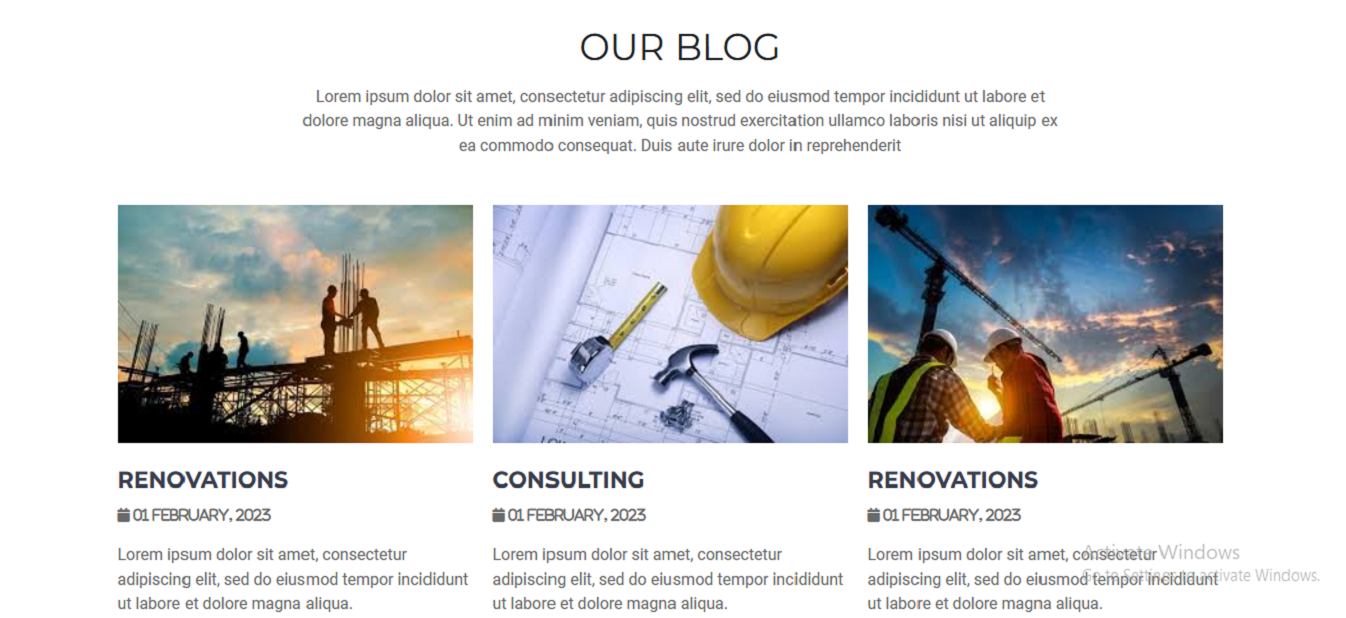 OUR BLOG
Lorem ipsum dolor sit amet, consectetur adipiscing elit, sed do eiusmod tempor incididunt ut labore et
dolore magna aliqua. Ut enim ad minim veniam, quis nostrud exercitation ullamco laboris nisi ut aliquip ex
ea commodo consequat. Duis aute irure dolor in reprehenderit
RENOVATIONS
01 FEBRUARY, 2023
Lorem ipsum dolor sit amet, consectetur
adipiscing elit, sed do eiusmod tempor incididunt
ut labore et dolore magna aliqua.
CONSULTING
01 FEBRUARY, 2023
Lorem ipsum dolor sit amet, consectetur
adipiscing elit, sed do eiusmod tempor incididunt
ut labore et dolore magna aliqua.
RENOVATIONS
01 FEBRUARY, 2023
Lorem ipsum dolor sit amet, consectetur
adipiscing elit, sed do eiusmod tempor incididunt
ut labore et dolore magna aliqua.
Activate Windows
Go to Settings to activate Windows.